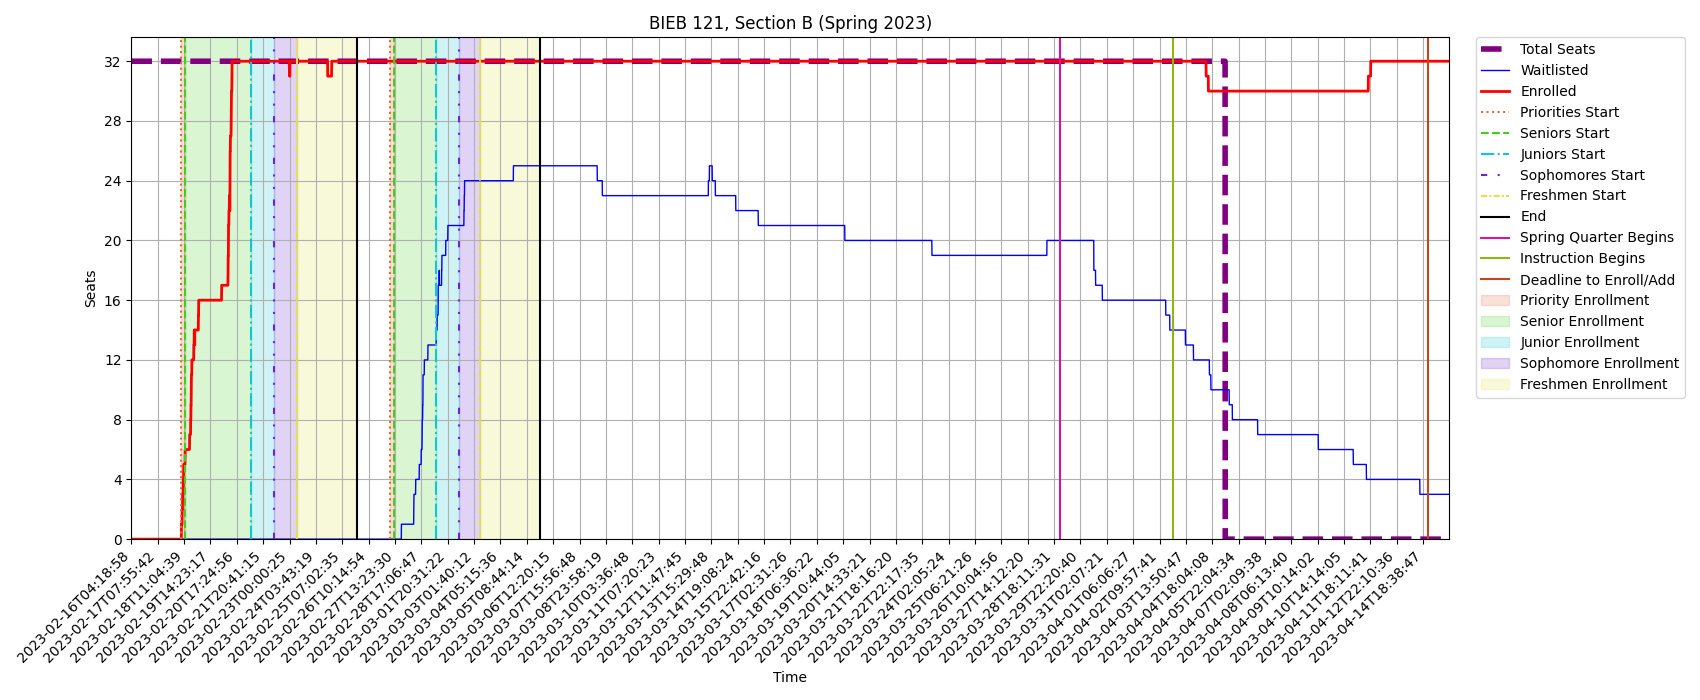 BIEB 121, Section B (Spring 2023)
Seats
32
28
24
20
16
12
8
4
0
2023-02-16T04:18:58
2023-02-17T07:55:42
2023-02-18T11:04:39
2023-02-19T14:23:17
2023-02-20T17:24:56
2023-02-21T20:41:15
2023-02-23T00:00:25
2023-02-24T03:43:19
2023-02-25T07:02:35
2023-02-26T10:14:54
2023-02-27T13:23:30
2023-02-28T17:06:47
2023-03-01T20:31:22
2023-03-03T01:40:12
2023-03-04T05:15:36
2023-03-05T08:44:14
2023-03-06T12:20:15
2023-03-07T15:56:48
2023-03-08T23:58:19
2023-03-10T03:36:48
2023-03-11T07:20:23
2023-03-12T11:47:45
2023-03-13T15:29:48
2023-03-14T19:08:24
2023-03-15T22:42:16
2023-03-17T02:31:26
2023-03-18T06:36:22
2023-03-19T10:44:05
2023-03-20T14:33:21
2023-03-21T18:16:20
2023-03-22T22:17:35
2023-03-24T02:05:24
2023-03-25T06:21:26
2023-03-26T10:04:56
2023-03-27T14:12:20
2023-03-28T18:11:31
2023-03-29T22:20:40
2023-03-31T02:07:21
2023-04-01T06:06:27
2023-04-02T09:57:41
2023-04-03T13:50:47
2023-04-04T18:04:08
2023-04-05T22:04:34
2023-04-07T02:09:38
2023-04-08T06:13:40
2023-04-09T10:14:02
2023-04-10T14:14:05
2023-04-11T18:11:41
2023-04-12T22:10:36
2023-04-14T18:38:47
Time
Total Seats
Waitlisted
Enrolled
Priorities Start
Seniors Start
Juniors Start
Sophomores Start
Freshmen Start
End
Spring Quarter Begins
Instruction Begins
Deadline to Enroll/Add
Priority Enrollment
Senior Enrollment
Junior Enrollment
Sophomore Enrollment
Freshmen Enrollment